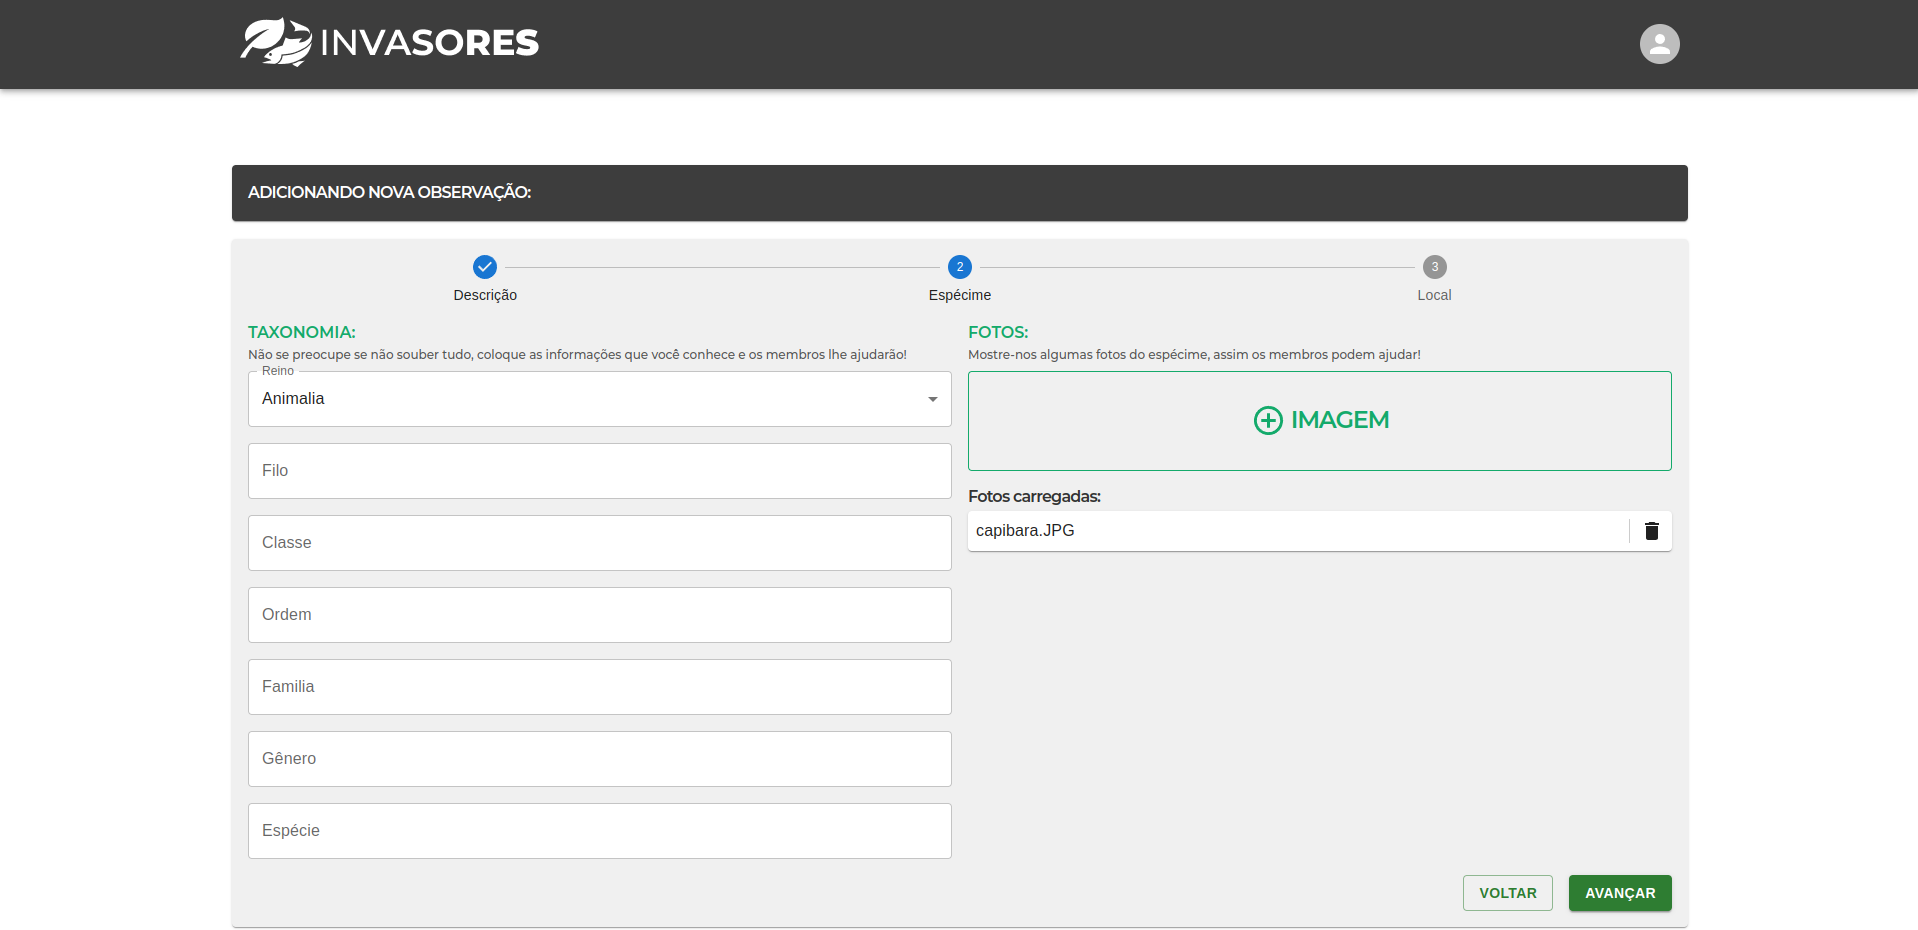 INVASORES
ADICIONANDO NOVA OBSERVAÇÃO:
2
3
Descrição
Espécime
Local
TAXONOMIA:
Não se preocupe se não souber tudo, coloque as informações que você conhece e os membros lhe ajudarão!
Reino
Animalia
Filo
Classe
Ordem
Familia
Gênero
Espécie
FOTOS:
Mostre-nos algumas fotos do espécime, assim os membros podem ajudar!
IMAGEM
Fotos carregadas:
capibara.JPG
VOLTAR
AVANÇAR